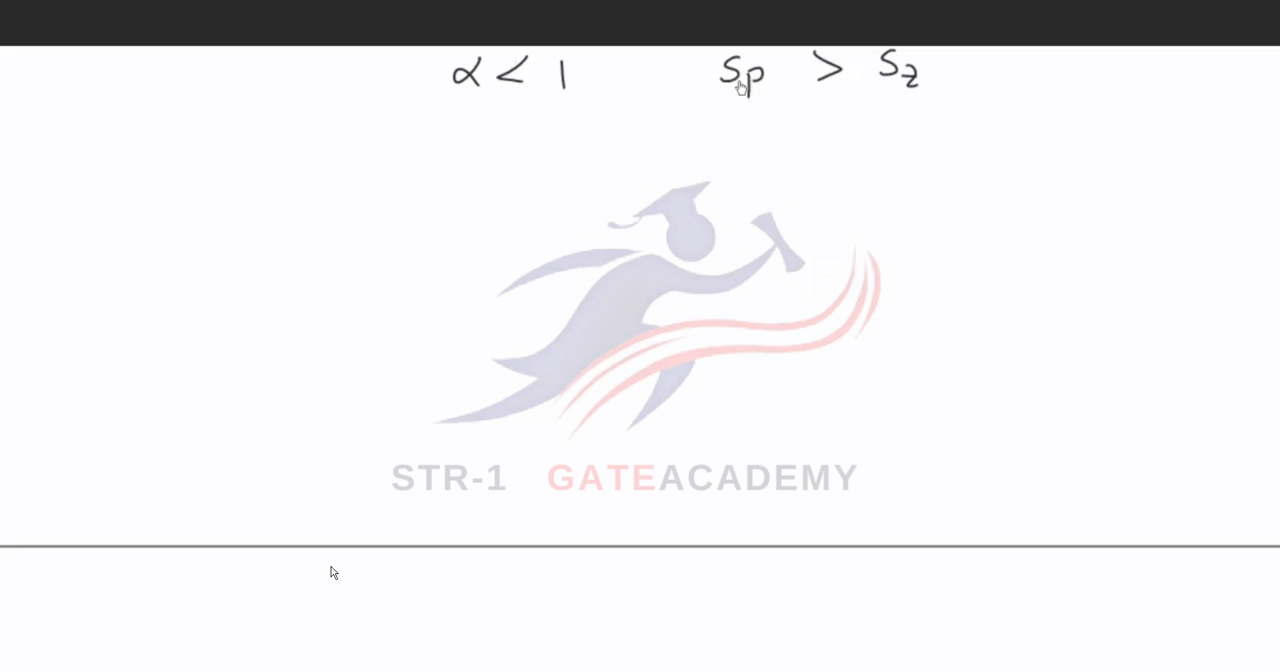 α < 1 Sp > Sz
STR-1 GATEACADEMY